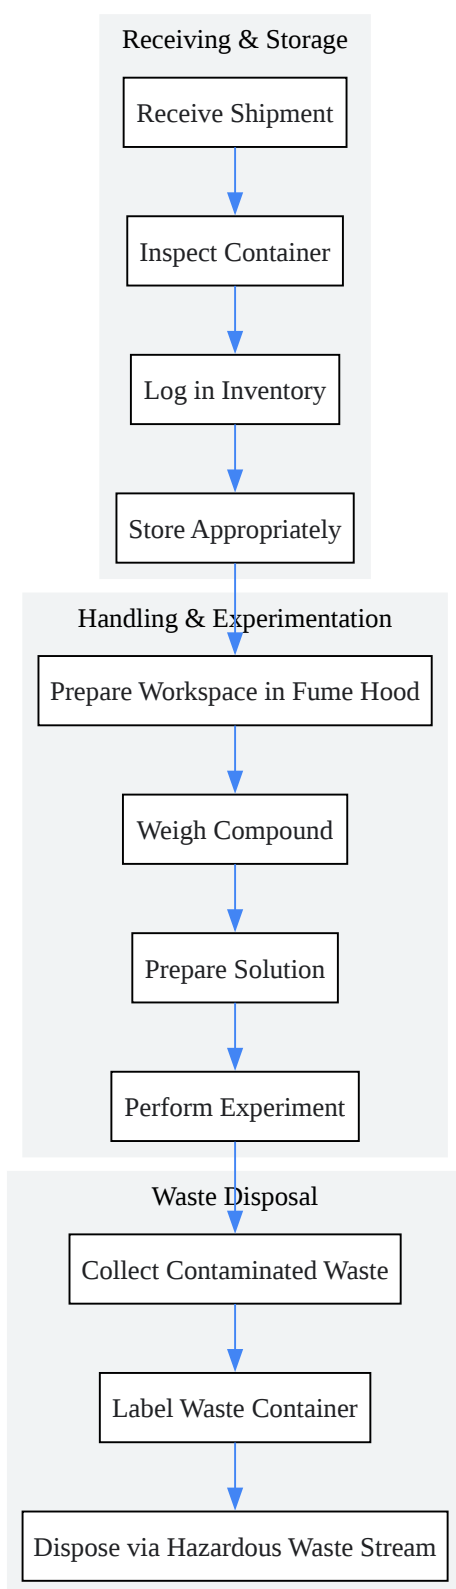 Receiving & Storage
Receive Shipment
Inspect Container
Log in Inventory
Store Appropriately
Handling & Experimentation
Prepare Workspace in Fume Hood
Weigh Compound
Prepare Solution
Perform Experiment
Waste Disposal
Collect Contaminated Waste
Label Waste Container
Dispose via Hazardous Waste Stream